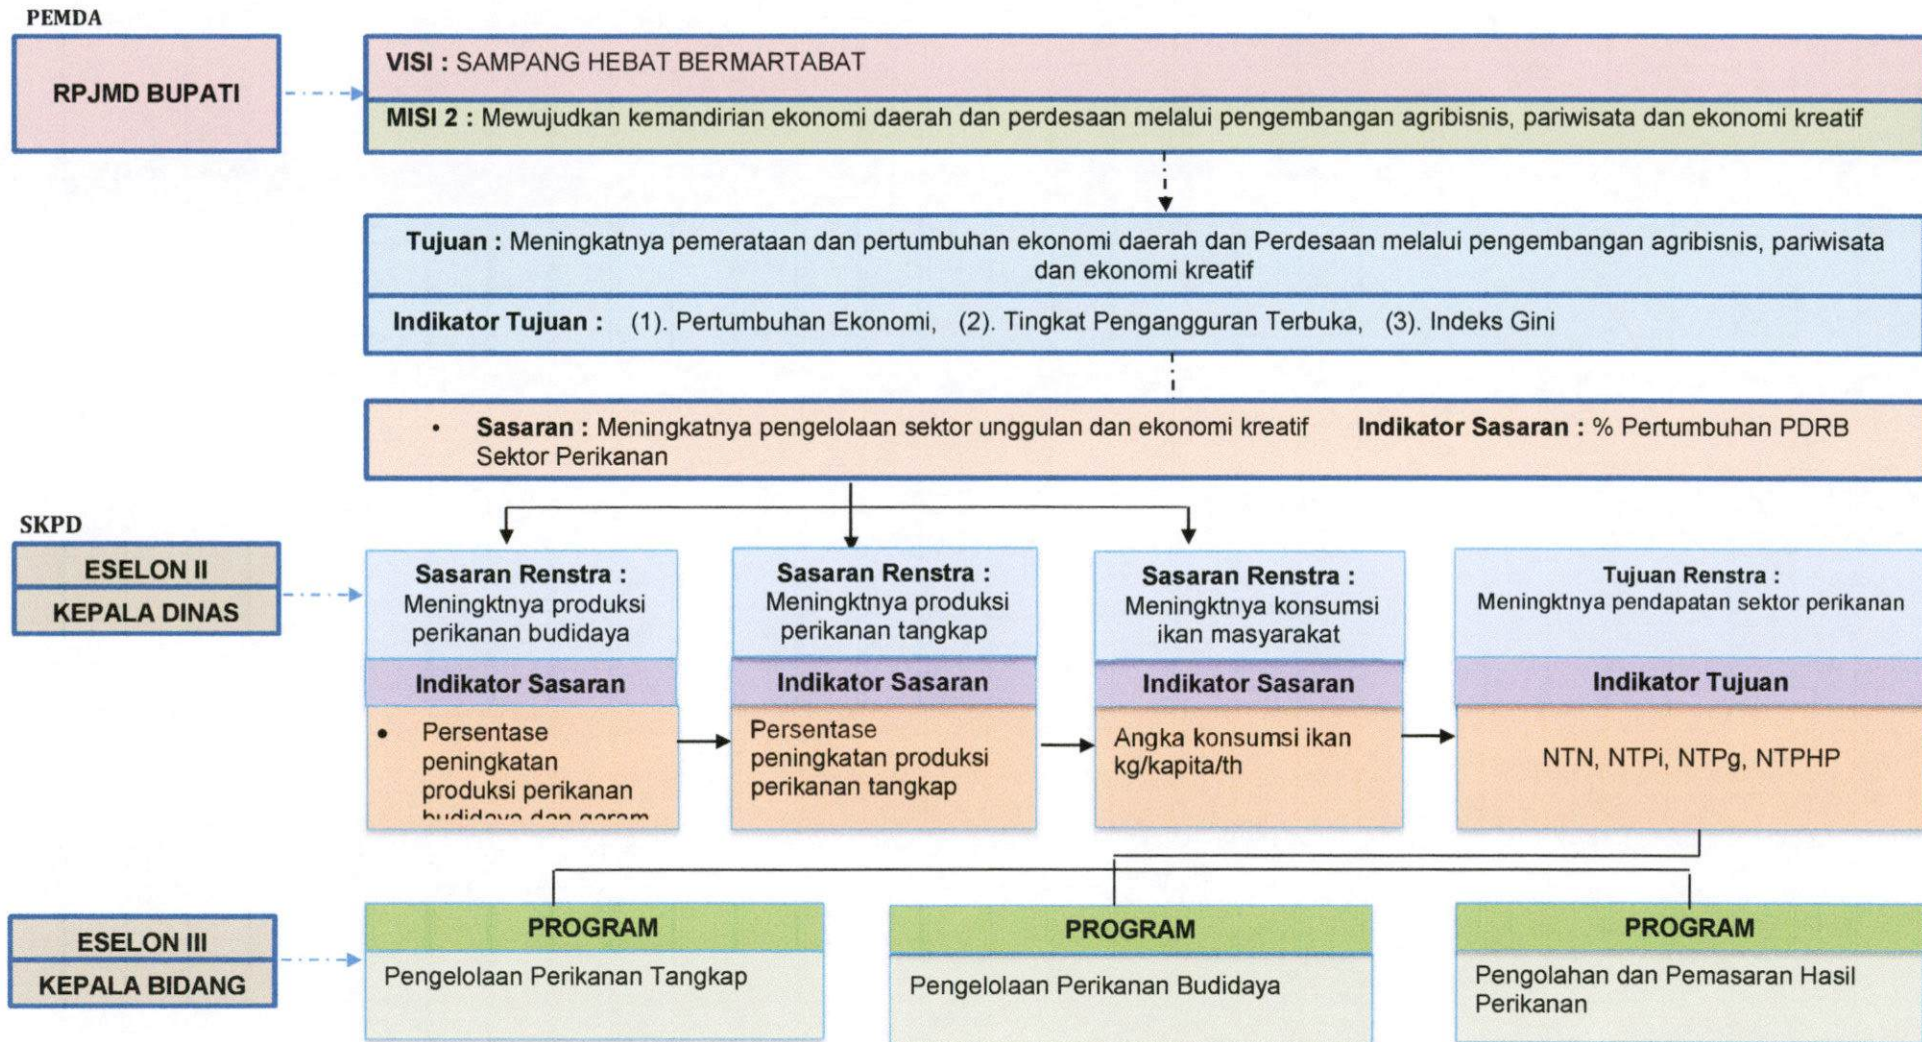 PEMDA
RPJMD BUPATI
VISI : SAMPANG HEBAT BERMARTABAT
MISI 2 : Mewujudkan kemandirian ekonomi daerah dan perdesaan melalui pengembangan agribisnis, pariwisata dan ekonomi kreatif
Tujuan : Meningkatnya pemerataan dan pertumbuhan ekonomi daerah dan Perdesaan melalui pengembangan agribisnis, pariwisata
dan ekonomi kreatif
Indikator Tujuan : (1). Pertumbuhan Ekonomi, (2). Tingkat Pengangguran Terbuka, (3). Indeks Gini
• Sasaran : Meningkatnya pengelolaan sektor unggulan dan ekonomi kreatif Indikator Sasaran : % Pertumbuhan PDRB
Sektor Perikanan
SKPD
ESELON II
KEPALA DINAS
Sasaran Renstra :
Meningktnya produksi
perikanan budidaya
Indikator Sasaran
• Persentase
peningkatan
produksi perikanan
budidaya dan garam
Sasaran Renstra :
Meningktnya produksi
perikanan tangkap
Indikator Sasaran
Persentase
peningkatan produksi
perikanan tangkap
Sasaran Renstra :
Meningktnya konsumsi
ikan masyarakat
Indikator Sasaran
Angka konsumsi ikan
kg/kapita/th
Tujuan Renstra :
Meningktnya pendapatan sektor perikanan
Indikator Tujuan
NTN, NTPi, NTPg, NTPHP
ESELON III
KEPALA BIDANG
PROGRAM
Pengelolaan Perikanan Tangkap
PROGRAM
Pengelolaan Perikanan Budidaya
PROGRAM
Pengolahan dan Pemasaran Hasil
Perikanan